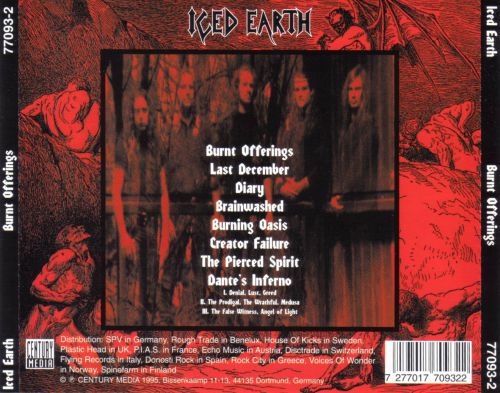 77093-2
Burnt Offerings
Iced Earth
ICED EARTH
Burnt Offerings
Last December
Diary
Brainwashed
Burning Oasis
Creator Failure
The Pierced Spirit
Dante's Inferno
I. Denial, Lust, Greed
II. The Prodigal, The Wrathful, Medusa
III. The False Witness, Angel of Light
CENTURY
MEDIA
Distribution: SPV in Germany, Rough Trade in Benelux, House Of Kicks in Sweden
Plastic Head in UK, P.I.A.S. in France, Echo Music in Austria, Disctrade in Switzerland,
Flying Records in Italy, Donosti Rock in Spain, Rock City in Greece, Voices Of Wonder
in Norway, Spinefarm in Finland
© ℗ CENTURY MEDIA 1995, Bissenkaamp 11-13, 44135 Dortmund, Germany
7 277017 709322
Iced Earth
Burnt Offerings
77093-2